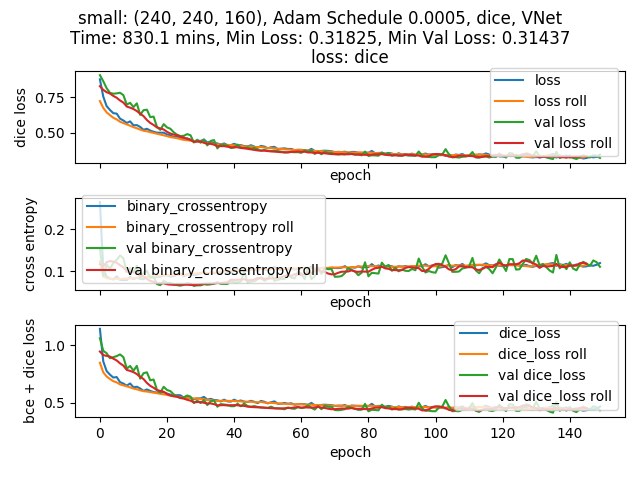 small: (240, 240, 160), Adam Schedule 0.0005, dice, VNet
Time: 830.1 mins, Min Loss: 0.31825, Min Val Loss: 0.31437
loss: dice
dice loss
0.75
0.50
loss
loss roll
val loss
val loss roll
epoch
cross entropy
0.2
0.1
binary_crossentropy
binary_crossentropy roll
val binary_crossentropy
val binary_crossentropy roll
epoch
bce + dice loss
1.0
0.5
dice_loss
dice_loss roll
val dice_loss
val dice_loss roll
0 20 40 60 80 100 120 140
epoch